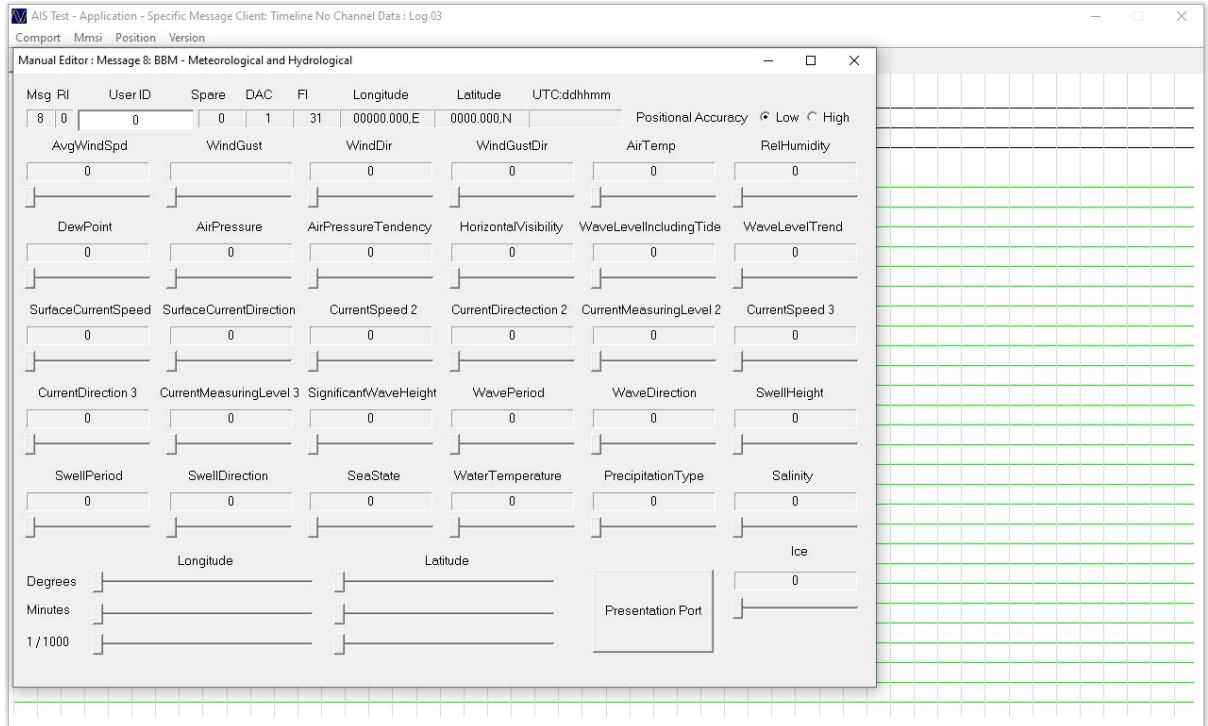 AIS Test - Application - Specific Message Client: Timeline No Channel Data : Log 03
Comport Mmsi Position Version
Manual Editor : Message 8: BBM - Meteorological and Hydrological
Msg RI User ID Spare DAC FI Longitude Latitude UTC:ddhhmm
8 0 0 0 1 31 00000.000,E 0000.000,N Positional Accuracy Low High
AvgWindSpd WindGust WindDir WindGustDir AirTemp RelHumidity
0 0 0 0 0
DewPoint AirPressure AirPressureTendency HorizontalVisibility WaveLevelIncludingTide WaveLevelTrend
0 0 0 0 0 0
SurfaceCurrentSpeed SurfaceCurrentDirection CurrentSpeed 2 CurrentDirectection 2 CurrentMeasuringLevel 2 CurrentSpeed 3
0 0 0 0 0 0
CurrentDirection 3 CurrentMeasuringLevel 3 SignificantWaveHeight WavePeriod WaveDirection SwellHeight
0 0 0 0 0 0
SwellPeriod SwellDirection SeaState WaterTemperature PrecipitationType Salinity
0 0 0 0 0 0
Longitude Latitude Ice
Degrees 0
Minutes Presentation Port
1 / 1000